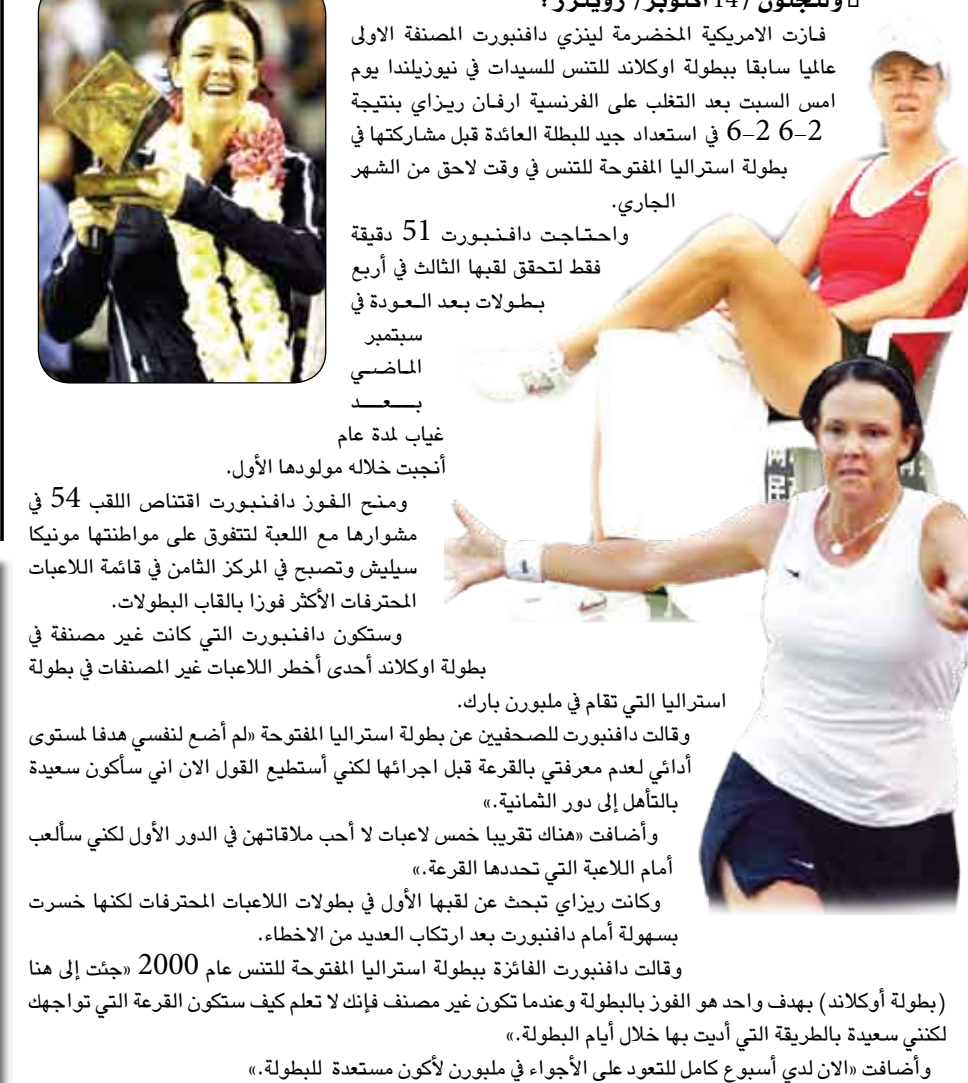 ولنجتون / 14 أكتوبر / رويترز :
فازت الامريكية المخضرمة لينزي دافنبورت المصنفة الاولى
عالميا سابقا ببطولة اوكلاند للتنس للسيدات في نيوزيلندا يوم
امس السبت بعد التغلب على الفرنسية ارفان ريزاي بنتيجة
6–2 6–2 في استعداد جيد للبطلة العائدة قبل مشاركتها في
بطولة استراليا المفتوحة للتنس في وقت لاحق من الشهر
الجاري.
واحتاجت دافنبورت 51 دقيقة
فقط لتحقق لقبها الثالث في أربع
بطولات بعد العودة في
سبتمبر
الماضي
بعد
غياب لمدة عام
أنجبت خلاله مولودها الأول.
ومنح الفوز دافنبورت اقتناص اللقب 54 في
مشوارها مع اللعبة لتتفوق على مواطنتها مونيكا
سيليش وتصبح في المركز الثامن في قائمة اللاعبات
المحترفات الأكثر فوزا بالقاب البطولات.
وستكون دافنبورت التي كانت غير مصنفة في
بطولة اوكلاند أحدى أخطر اللاعبات غير المصنفات في بطولة
استراليا التي تقام في ملبورن بارك.
وقالت دافنبورت للصحفيين عن بطولة استراليا المفتوحة «لم أضع لنفسي هدفا لمستوى
أدائي لعدم معرفتي بالقرعة قبل اجرائها لكني أستطيع القول الان اني سأكون سعيدة
بالتأهل إلى دور الثمانية.»
وأضافت «هناك تقريبا خمس لاعبات لا أحب ملاقاتهن في الدور الأول لكني سألعب
أمام اللاعبة التي تحددها القرعة.»
وكانت ريزاي تبحث عن لقبها الأول في بطولات اللاعبات المحترفات لكنها خسرت
بسهولة أمام دافنبورت بعد ارتكاب العديد من الاخطاء.
وقالت دافنبورت الفائزة ببطولة استراليا المفتوحة للتنس عام 2000 «جئت إلى هنا
(بطولة أوكلاند) بهدف واحد هو الفوز بالبطولة وعندما تكون غير مصنف فإنك لا تعلم كيف ستكون القرعة التي تواجهك
لكنني سعيدة بالطريقة التي أديت بها خلال أيام البطولة.»
وأضافت «الان لدي أسبوع كامل للتعود على الأجواء في ملبورن لأكون مستعدة للبطولة.»